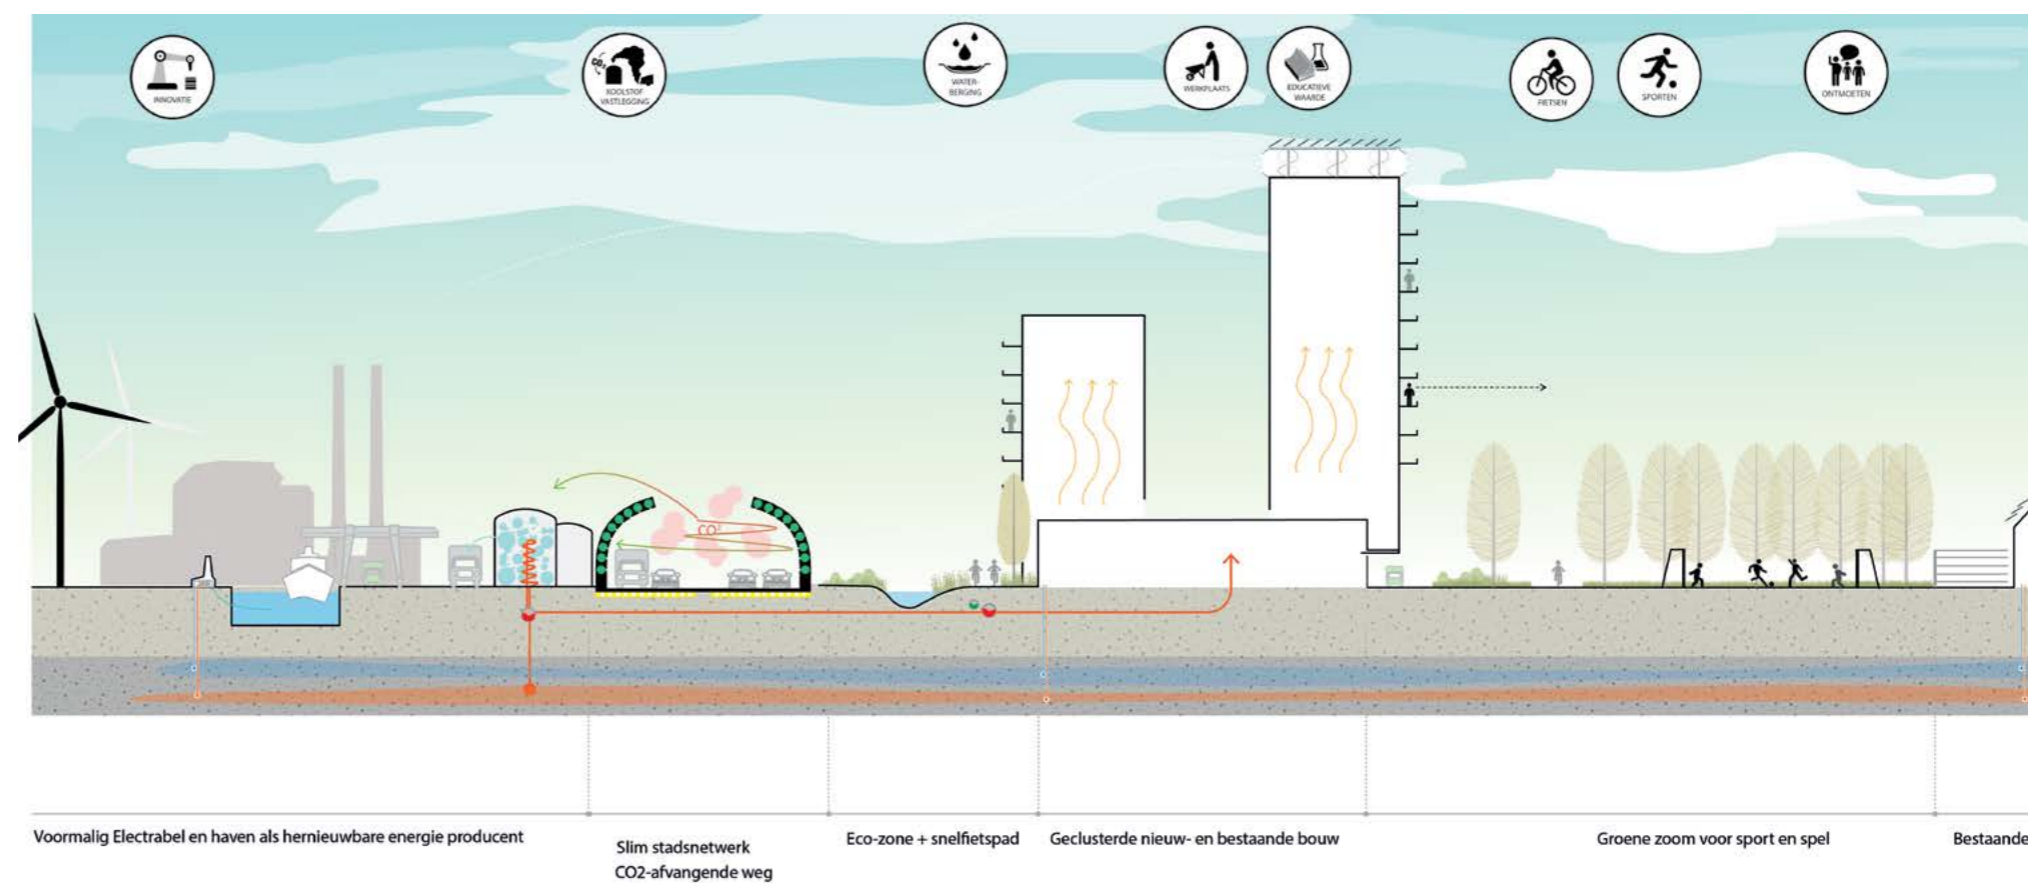 INNOVATIE
CO₂
KOOLSTOF
VASTLEGGING
WATER-
BERGING
WERKPLAATS
EDUCATIEVE
WAARDE
FIETSEN
SPORTEN
ONTMOETEN
CO²
Voormalig Electrabel en haven als hernieuwbare energie producent
Slim stadsnetwerk
CO2-afvangende weg
Eco-zone + snelfietspad
Geclusterde nieuw- en bestaande bouw
Groene zoom voor sport en spel
Bestaande